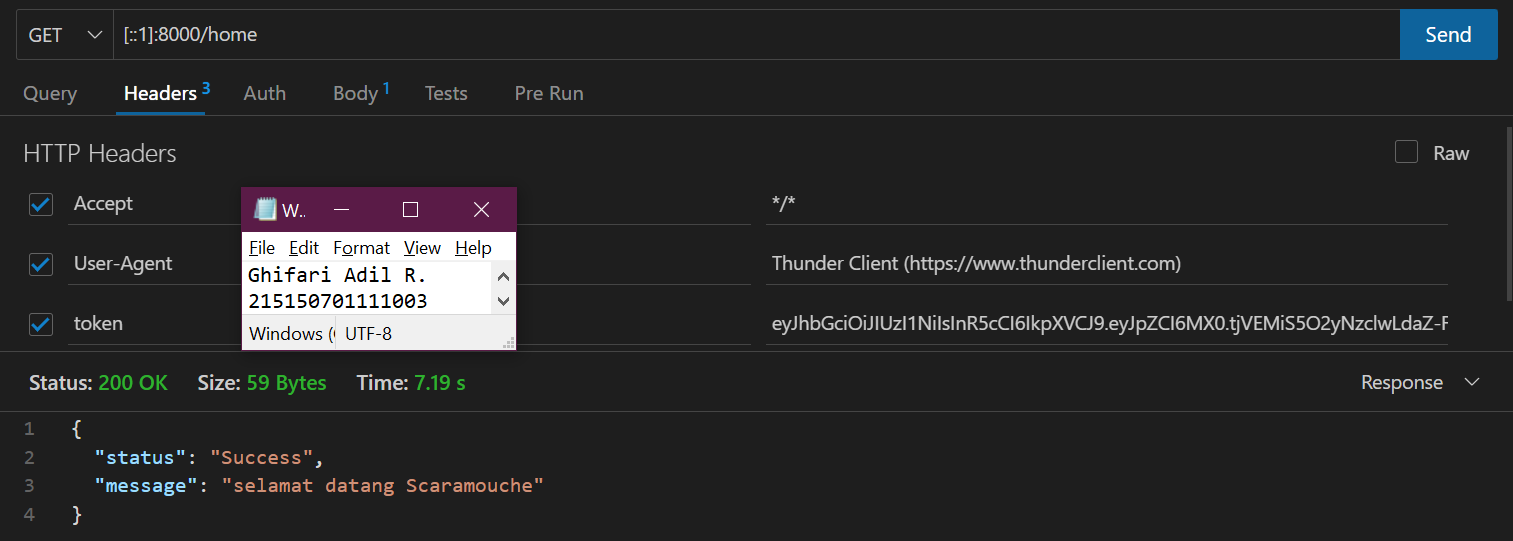 GET [::1]:8000/home Send
Query Headers 3 Auth Body 1 Tests Pre Run
HTTP Headers Raw
Accept */*
User-Agent Thunder Client (https://www.thunderclient.com)
token eyJhbGciOiJIUzI1NiIsInR5cCI6IkpXVCJ9.eyJpZCI6MX0.tjVEMiS5O2yNzclwLdaZ-F
W..
File Edit Format View Help
Ghifari Adil R.
215150701111003
Windows ( UTF-8
Status: 200 OK Size: 59 Bytes Time: 7.19 s Response
1 {
2 "status": "Success",
3 "message": "selamat datang Scaramouche"
4 }